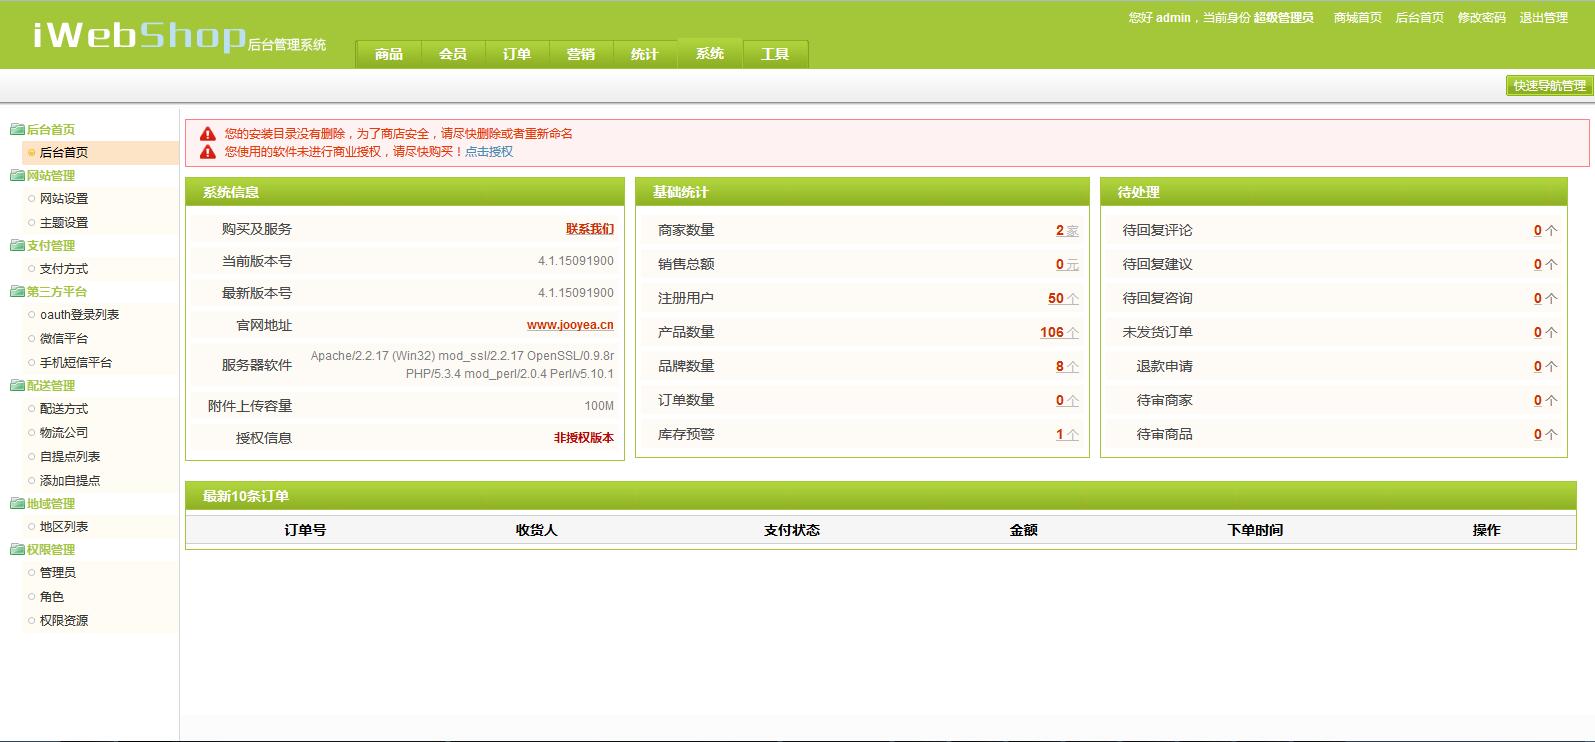 您好 admin，当前身份 超级管理员 商城首页 后台首页 修改密码 退出管理
iWebShop后台管理系统
商品 会员 订单 营销 统计 系统 工具
快速导航管理
后台首页
后台首页
网站管理
网站设置
主题设置
支付管理
支付方式
第三方平台
oauth登录列表
微信平台
手机短信平台
配送管理
配送方式
物流公司
自提点列表
添加自提点
地域管理
地区列表
权限管理
管理员
角色
权限资源
您的安装目录没有删除，为了商店安全，请尽快删除或者重新命名
您使用的软件未进行商业授权，请尽快购买！点击授权
系统信息
购买及服务 联系我们
当前版本号 4.1.15091900
最新版本号 4.1.15091900
官网地址 www.jooyea.cn
服务器软件 Apache/2.2.17 (Win32) mod_ssl/2.2.17 OpenSSL/0.9.8r
PHP/5.3.4 mod_perl/2.0.4 Perl/v5.10.1
附件上传容量 100M
授权信息 非授权版本
基础统计
商家数量 2 家
销售总额 0 元
注册用户 50 个
产品数量 106 个
品牌数量 8 个
订单数量 0 个
库存预警 1 个
待处理
待回复评论 0 个
待回复建议 0 个
待回复咨询 0 个
未发货订单 0 个
退款申请 0 个
待审商家 0 个
待审商品 0 个
最新10条订单
订单号 收货人 支付状态 金额 下单时间 操作